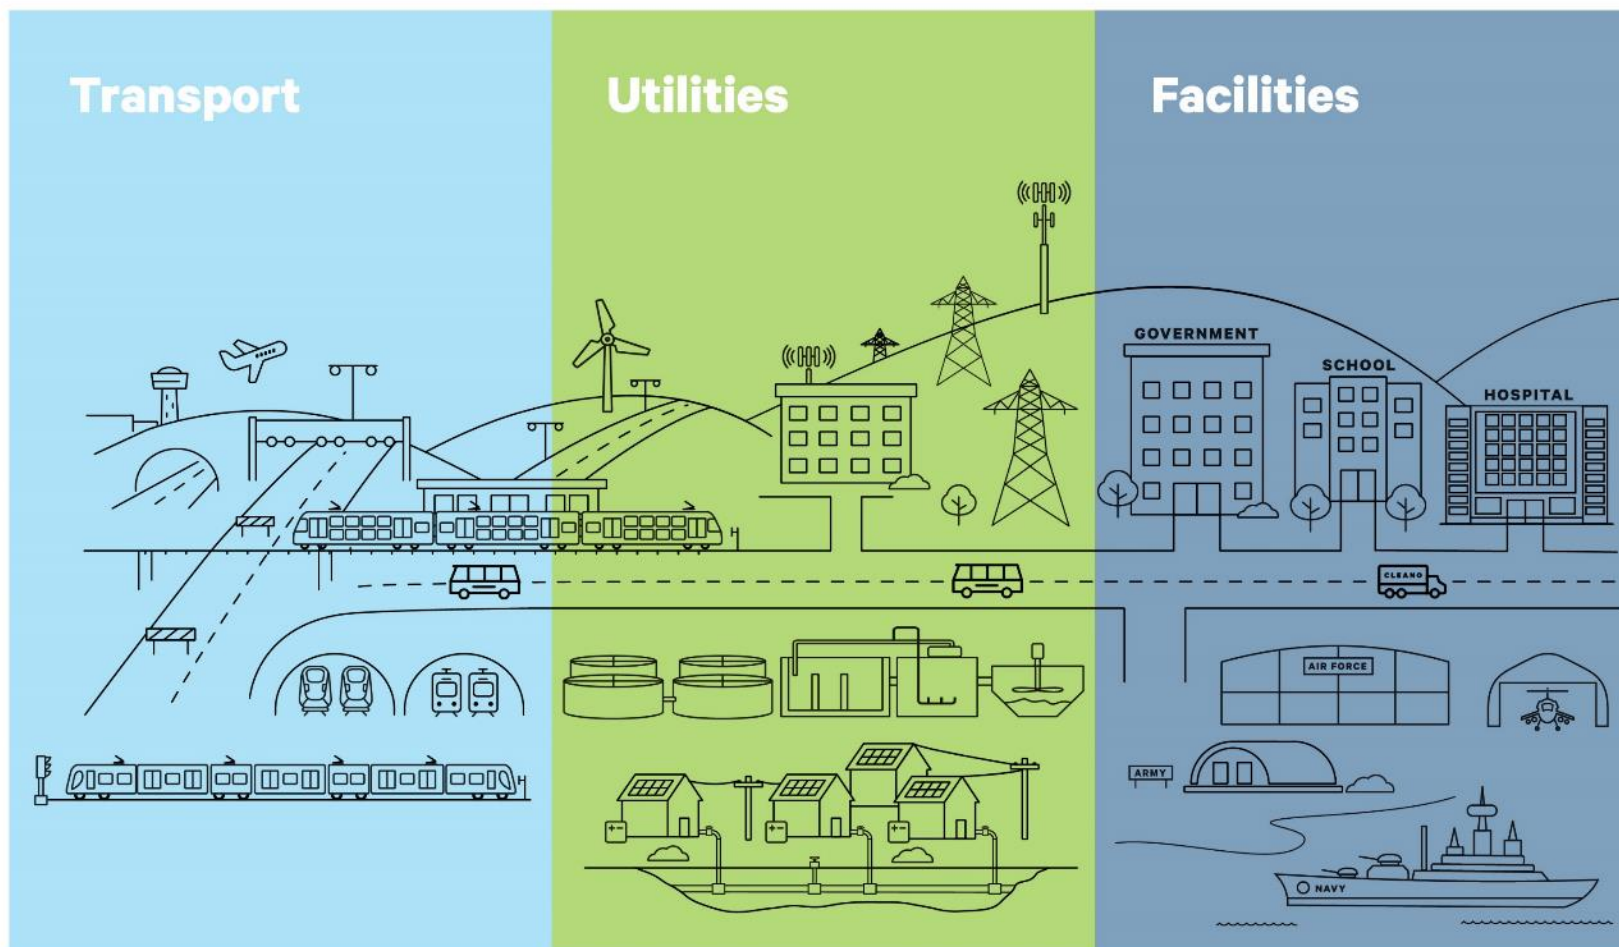 Transport
Utilities
Facilities
GOVERNMENT
SCHOOL
HOSPITAL
CLEANO
AIR FORCE
ARMY
NAVY